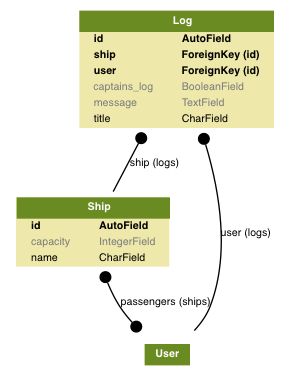 Log
id AutoField
ship ForeignKey (id)
user ForeignKey (id)
captains_log BooleanField
message TextField
title CharField
ship (logs)
Ship
id AutoField
capacity IntegerField
name CharField
user (logs)
passengers (ships)
User